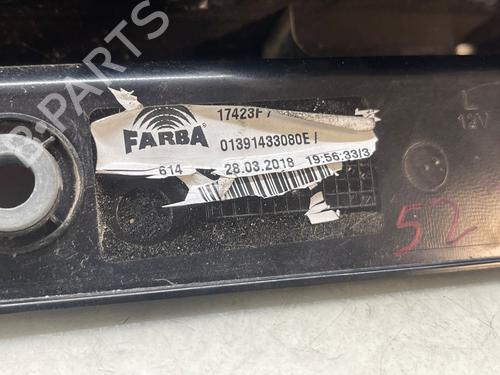 17423F /
FARBA
01391433080E /
614 28.03.2018 19:56:33/3
L
12V
52
B-PARTS